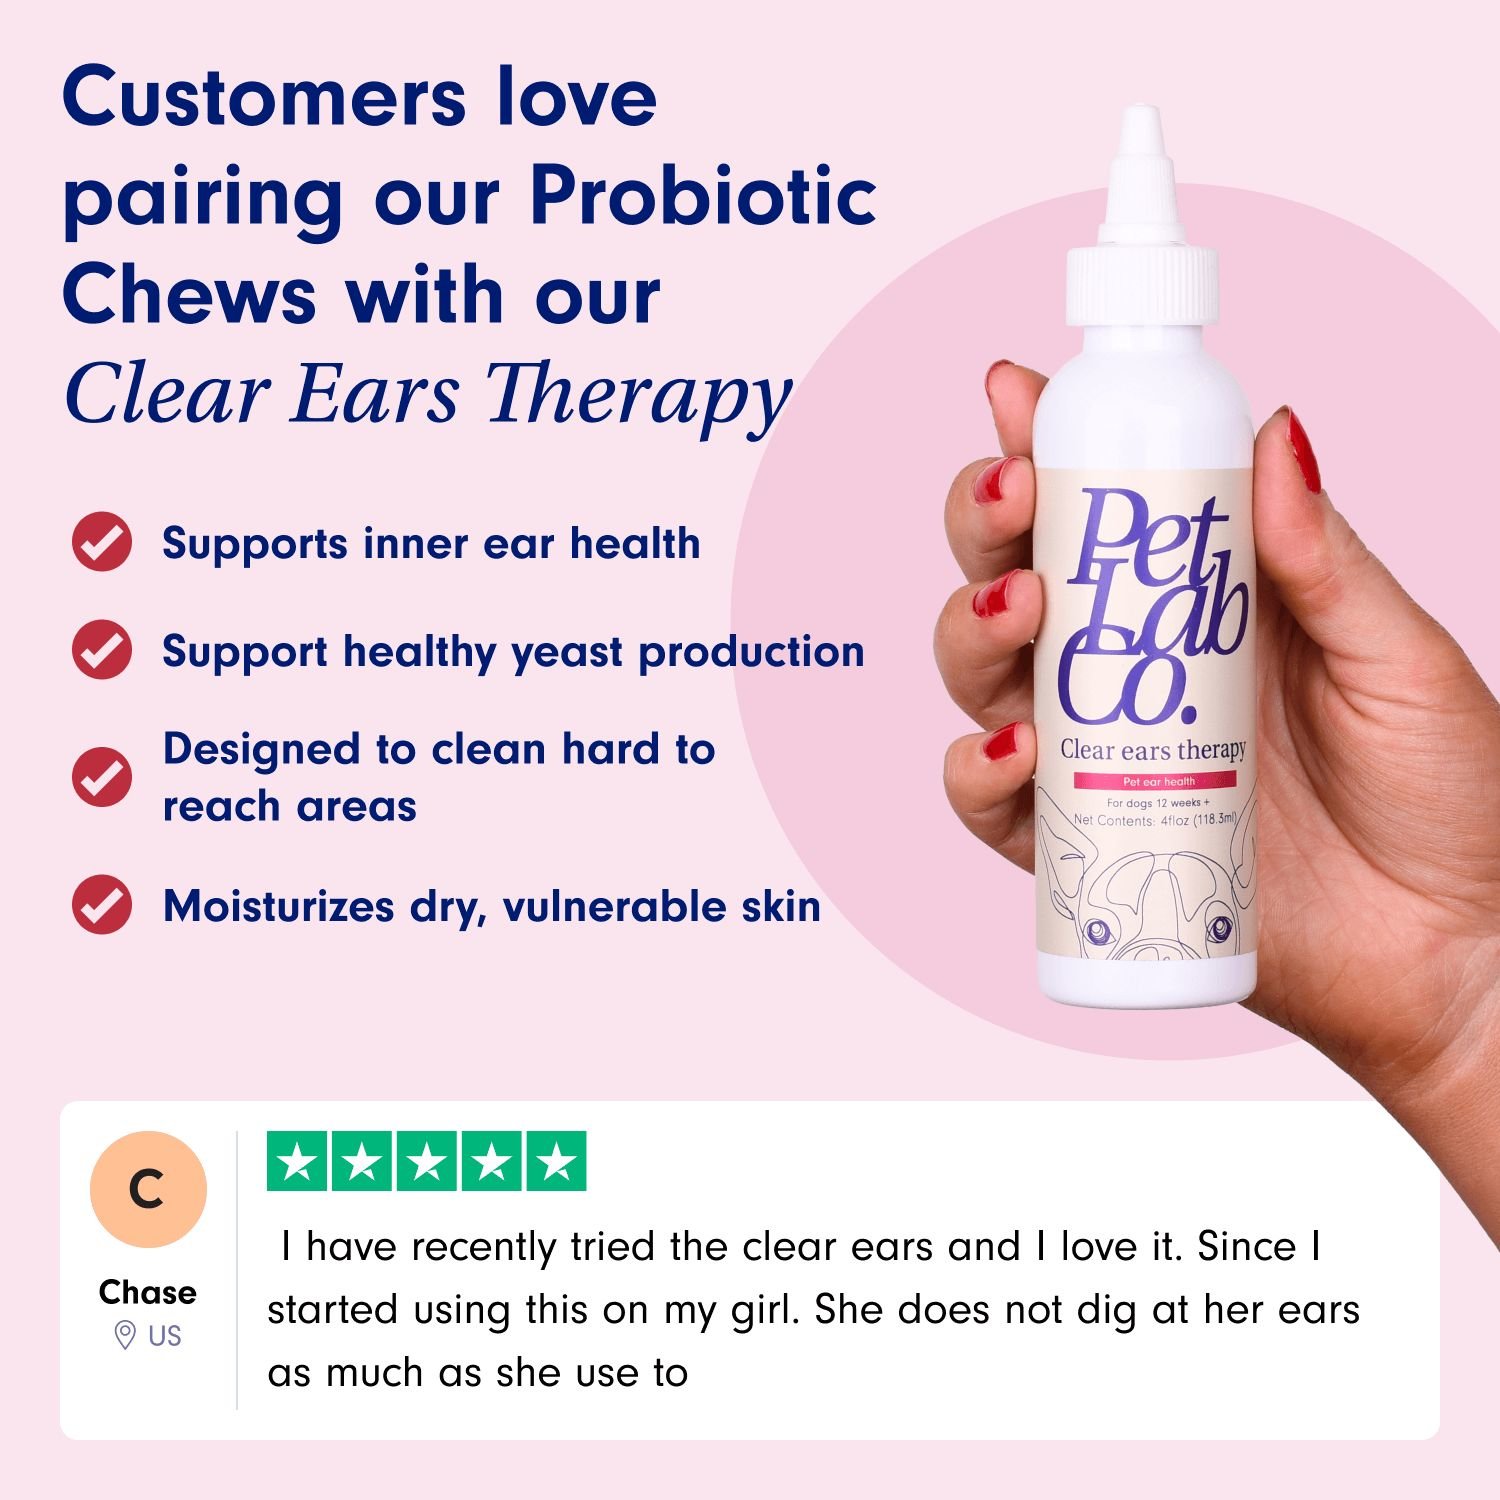 Customers love
pairing our Probiotic
Chews with our
Clear Ears Therapy
Supports inner ear health
Support healthy yeast production
Designed to clean hard to
reach areas
Moisturizes dry, vulnerable skin
Pet
Lab
Co.
Clear ears therapy
Pet ear health
For dogs 12 weeks +
Net Contents: 4floz (118.3ml)
C
Chase
US
I have recently tried the clear ears and I love it. Since I
started using this on my girl. She does not dig at her ears
as much as she use to